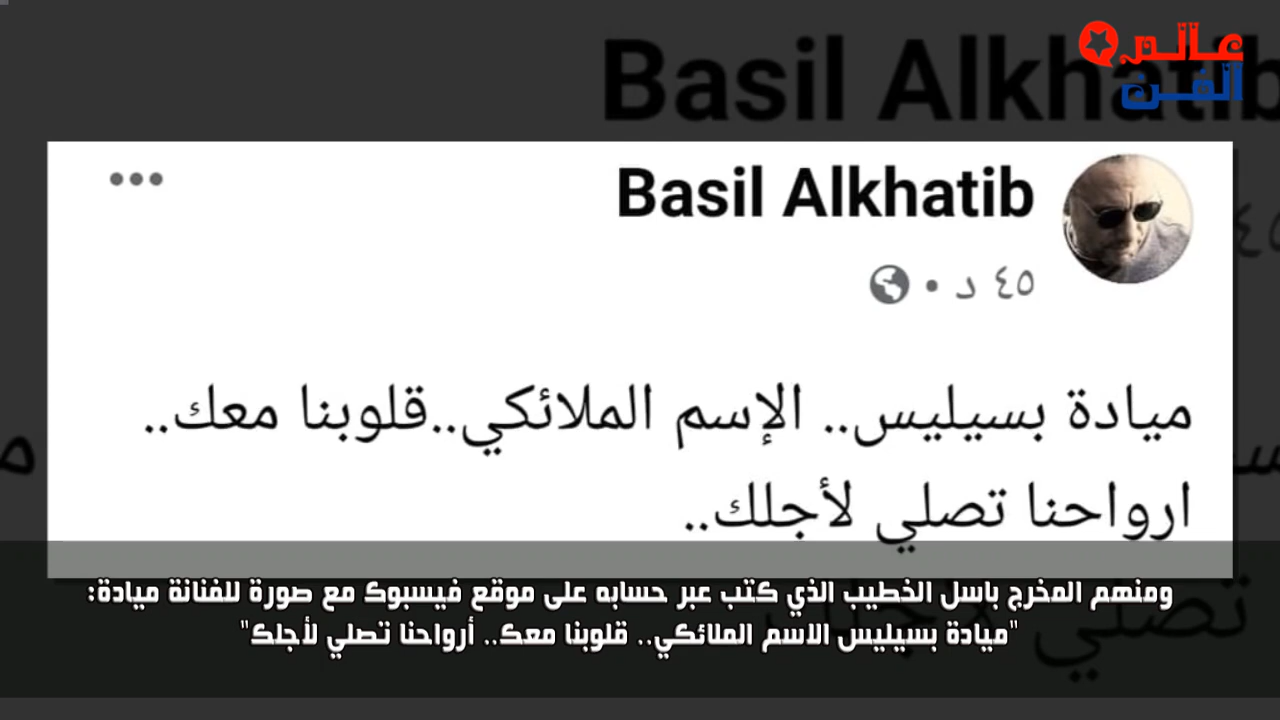 عالم
الفن
Basil Alkhatib
٤٥ د •
ميادة بسيليس.. الإسم الملائكي..قلوبنا معك..
ارواحنا تصلي لأجلك..
ومنهم المخرج باسل الخطيب الذي كتب عبر حسابه على موقع فيسبوك مع صورة للفنانة ميادة:
"ميادة بسيليس الاسم الملائكي.. قلوبنا معك.. أرواحنا تصلي لأجلك"